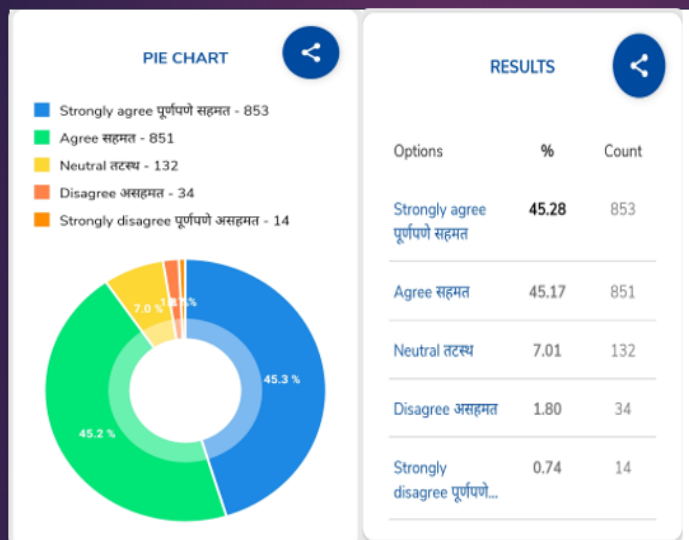 PIE CHART
Strongly agree पूर्णपणे सहमत - 853
Agree सहमत - 851
Neutral तटस्थ - 132
Disagree असहमत - 34
Strongly disagree पूर्णपणे असहमत - 14
7.0 %
45.3 %
45.2 %
RESULTS
Options % Count
Strongly agree 45.28 853
पूर्णपणे सहमत
Agree सहमत 45.17 851
Neutral तटस्थ 7.01 132
Disagree असहमत 1.80 34
Strongly 0.74 14
disagree पूर्णपणे...